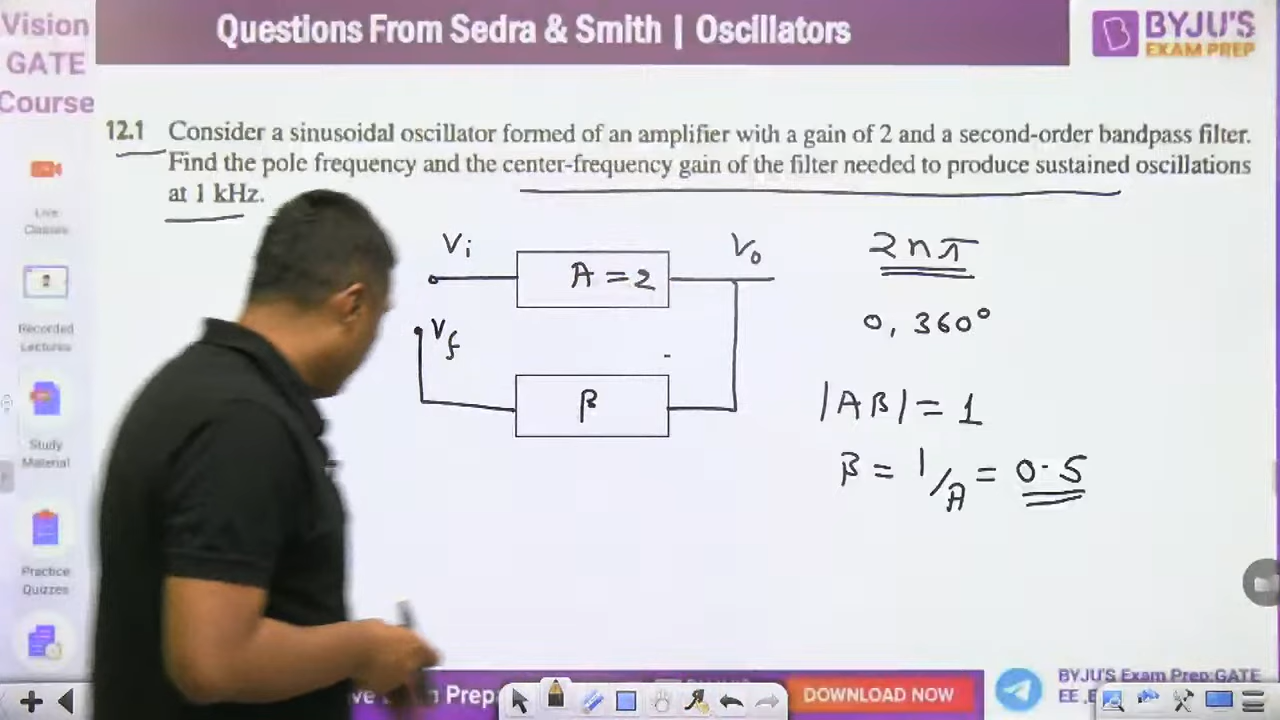 Vision
GATE
Course
Questions From Sedra & Smith | Oscillators
BYJU'S
EXAM PREP
12.1 Consider a sinusoidal oscillator formed of an amplifier with a gain of 2 and a second-order bandpass filter.
Find the pole frequency and the center-frequency gain of the filter needed to produce sustained oscillations
at 1 kHz.
Live
Classes
Recorded
Lectures
Study
Material
Practice
Quizzes
Vi
A = 2
Vo
Vf
β
2nπ
0, 360°
|Aβ| = 1
β = 1/A = 0.5
Prep
DOWNLOAD NOW
BYJU'S Exam Prep:GATE
EE